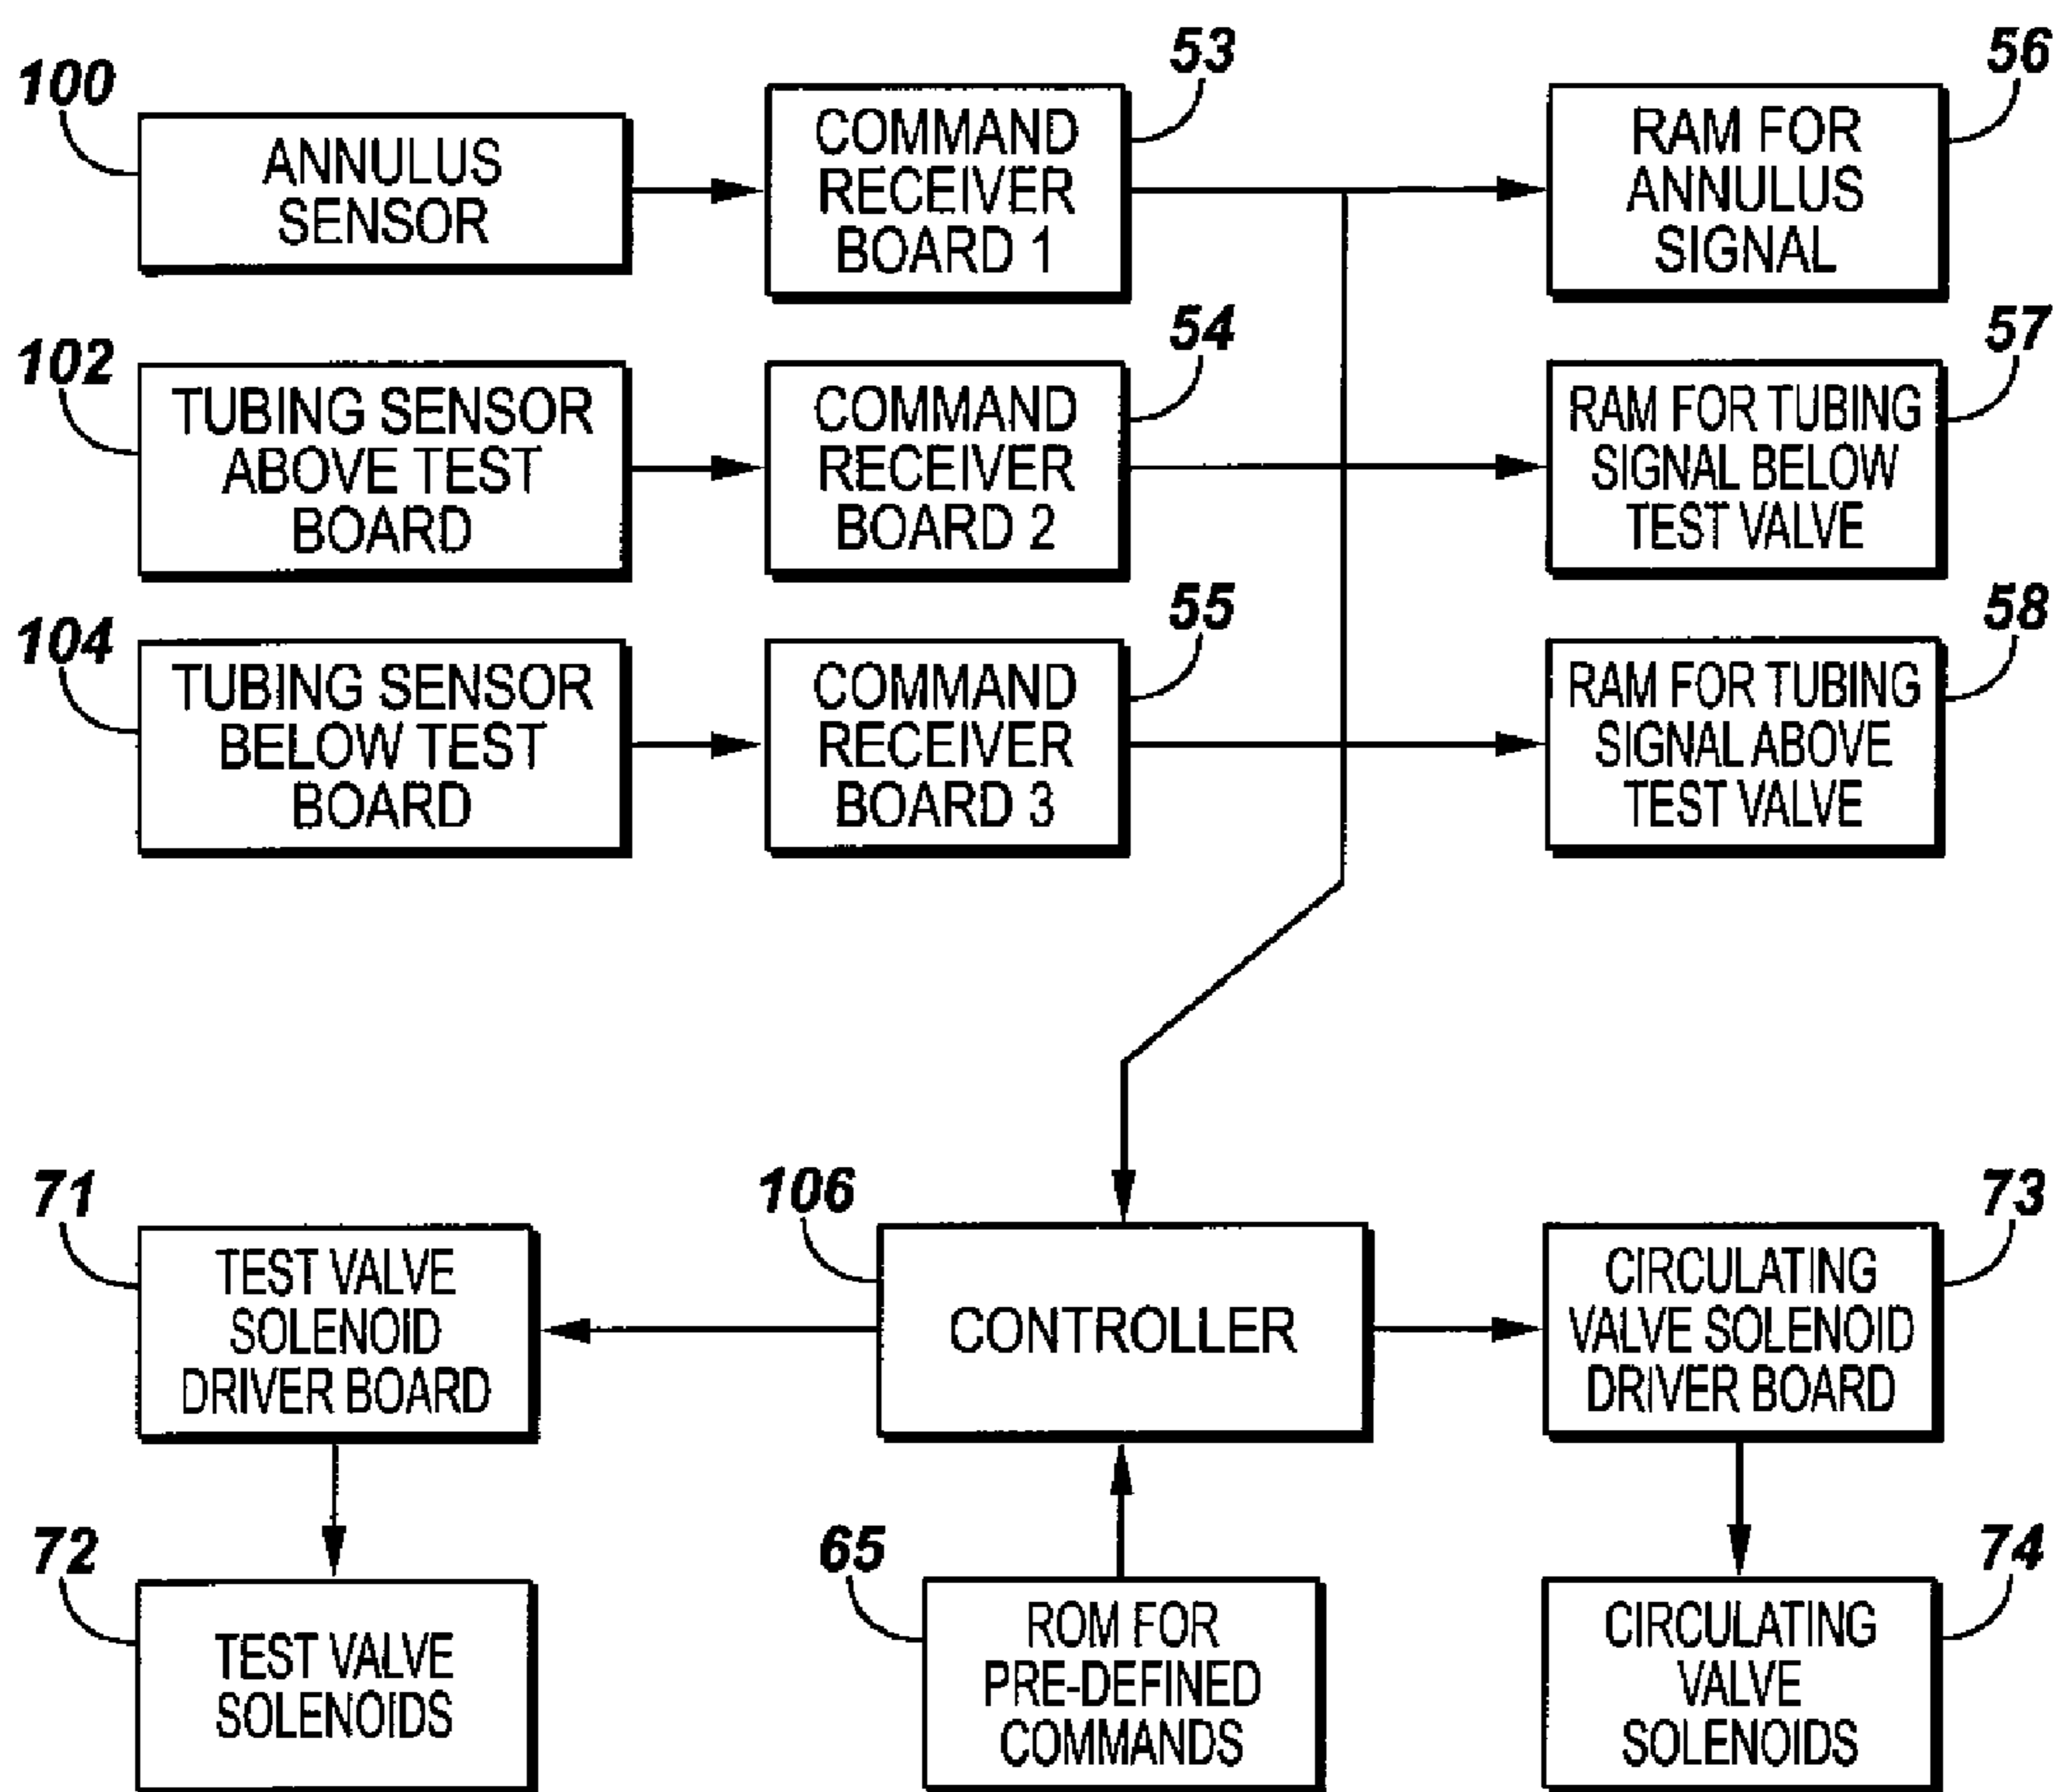 100
ANNULUS
SENSOR
53
COMMAND
RECEIVER
BOARD 1
56
RAM FOR
ANNULUS
SIGNAL
102
TUBING SENSOR
ABOVE TEST
BOARD
54
COMMAND
RECEIVER
BOARD 2
57
RAM FOR TUBING
SIGNAL BELOW
TEST VALVE
104
TUBING SENSOR
BELOW TEST
BOARD
55
COMMAND
RECEIVER
BOARD 3
58
RAM FOR TUBING
SIGNAL ABOVE
TEST VALVE
71
TEST VALVE
SOLENOID
DRIVER BOARD
106
CONTROLLER
73
CIRCULATING
VALVE SOLENOID
DRIVER BOARD
72
TEST VALVE
SOLENOIDS
65
ROM FOR
PRE-DEFINED
COMMANDS
74
CIRCULATING
VALVE
SOLENOIDS